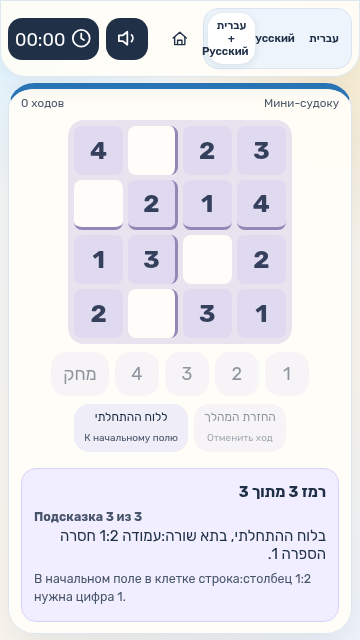 00:00
עברית
+
Русский
усский
עברית
0 ходов
Мини-судоку
4 2 3
2 1 4
1 3 2
2 3 1
מחק 4 3 2 1
ללוח ההתחלתי
К начальному полю
החזרת המהלך
Отменить ход
רמז 3 מתוך 3
Подсказка 3 из 3
בלוח ההתחלתי, בתא שורה:עמודה 1:2 חסרה
הספרה 1.
В начальном поле в клетке строка:столбец 1:2
нужна цифра 1.